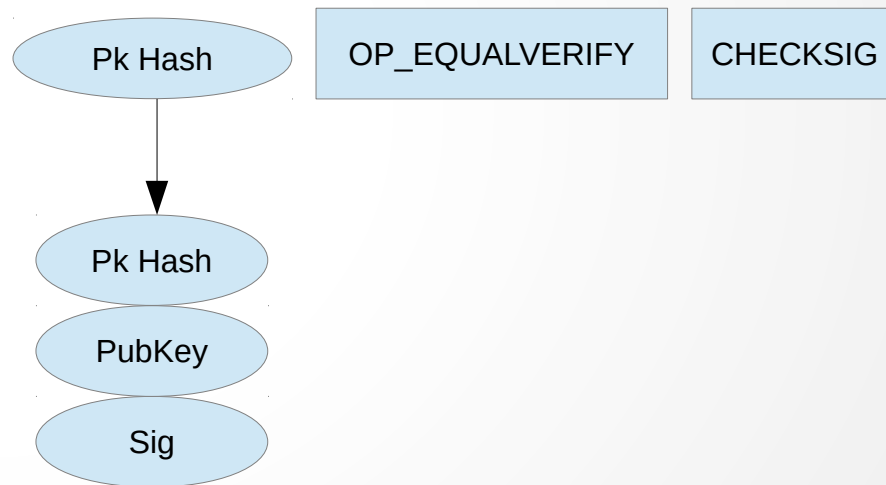 Pk Hash
OP_EQUALVERIFY
CHECKSIG
Pk Hash
PubKey
Sig